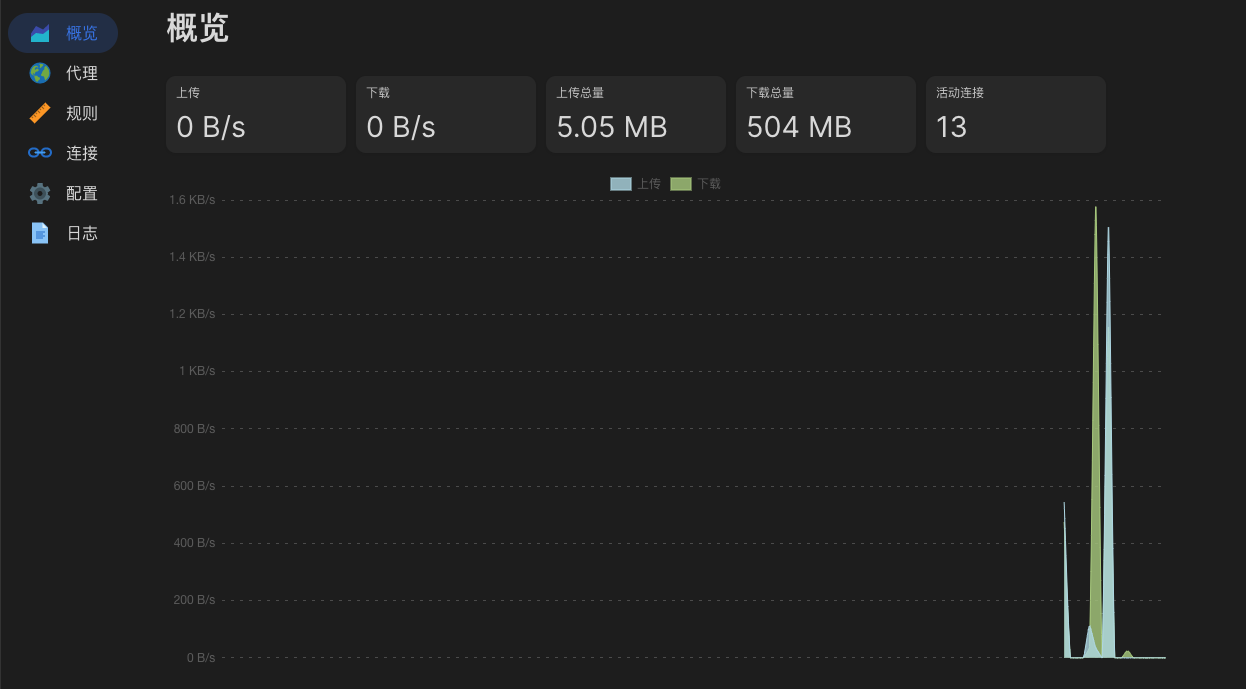 概览
代理
规则
连接
配置
日志
概览
上传
0 B/s
下载
0 B/s
上传总量
5.05 MB
下载总量
504 MB
活动连接
13
上传
下载
1.6 KB/s
1.4 KB/s
1.2 KB/s
1 KB/s
800 B/s
600 B/s
400 B/s
200 B/s
0 B/s